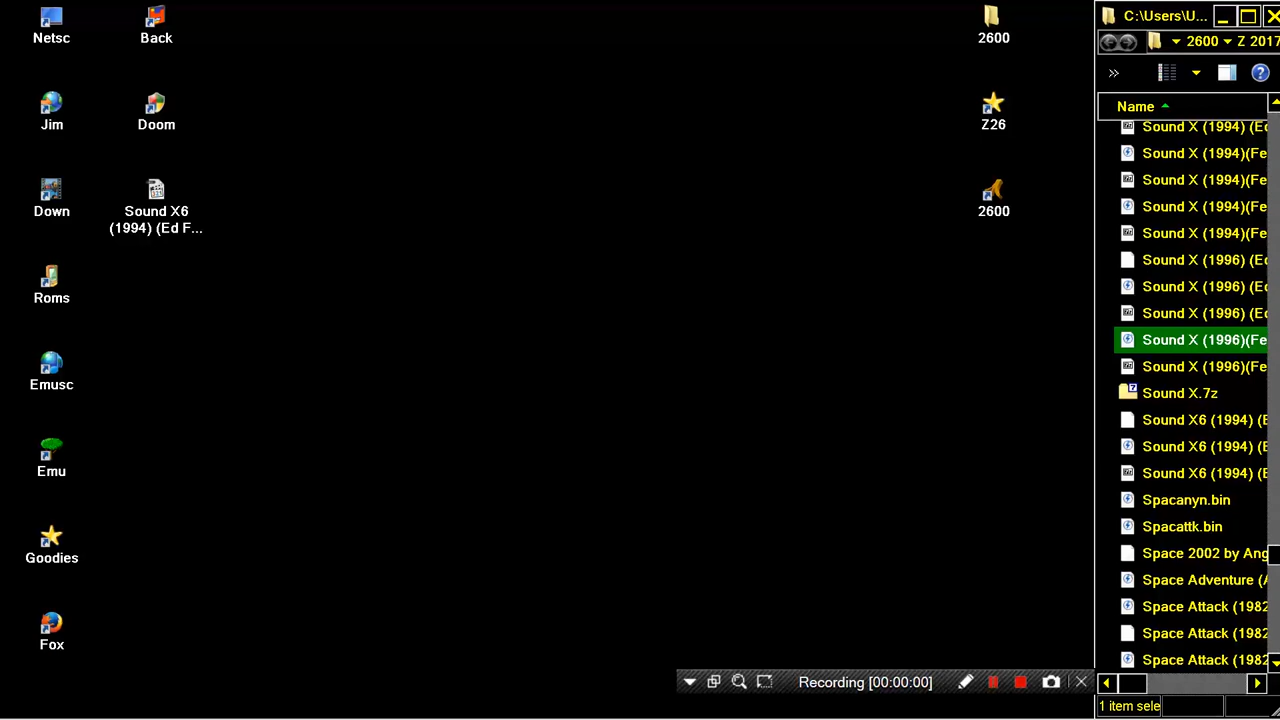 Netsc
Back
2600
Jim
Doom
Z26
Down
Sound X6
(1994) (Ed F...
2600
Roms
Emusc
Emu
Goodies
Fox
C:\Users\U...
2600 Z 2017
»
Name
Sound X (1994) (Ed
Sound X (1994)(Fe
Sound X (1994)(Fe
Sound X (1994)(Fe
Sound X (1994)(Fe
Sound X (1996) (Ed
Sound X (1996) (Ed
Sound X (1996) (Ed
Sound X (1996)(Fe
Sound X (1996)(Fe
Sound X.7z
Sound X6 (1994) (E
Sound X6 (1994) (E
Sound X6 (1994) (E
Spacanyn.bin
Spacattk.bin
Space 2002 by Ang
Space Adventure (A
Space Attack (1982
Space Attack (1982
Space Attack (1982
Recording [00:00:00]
1 item sele